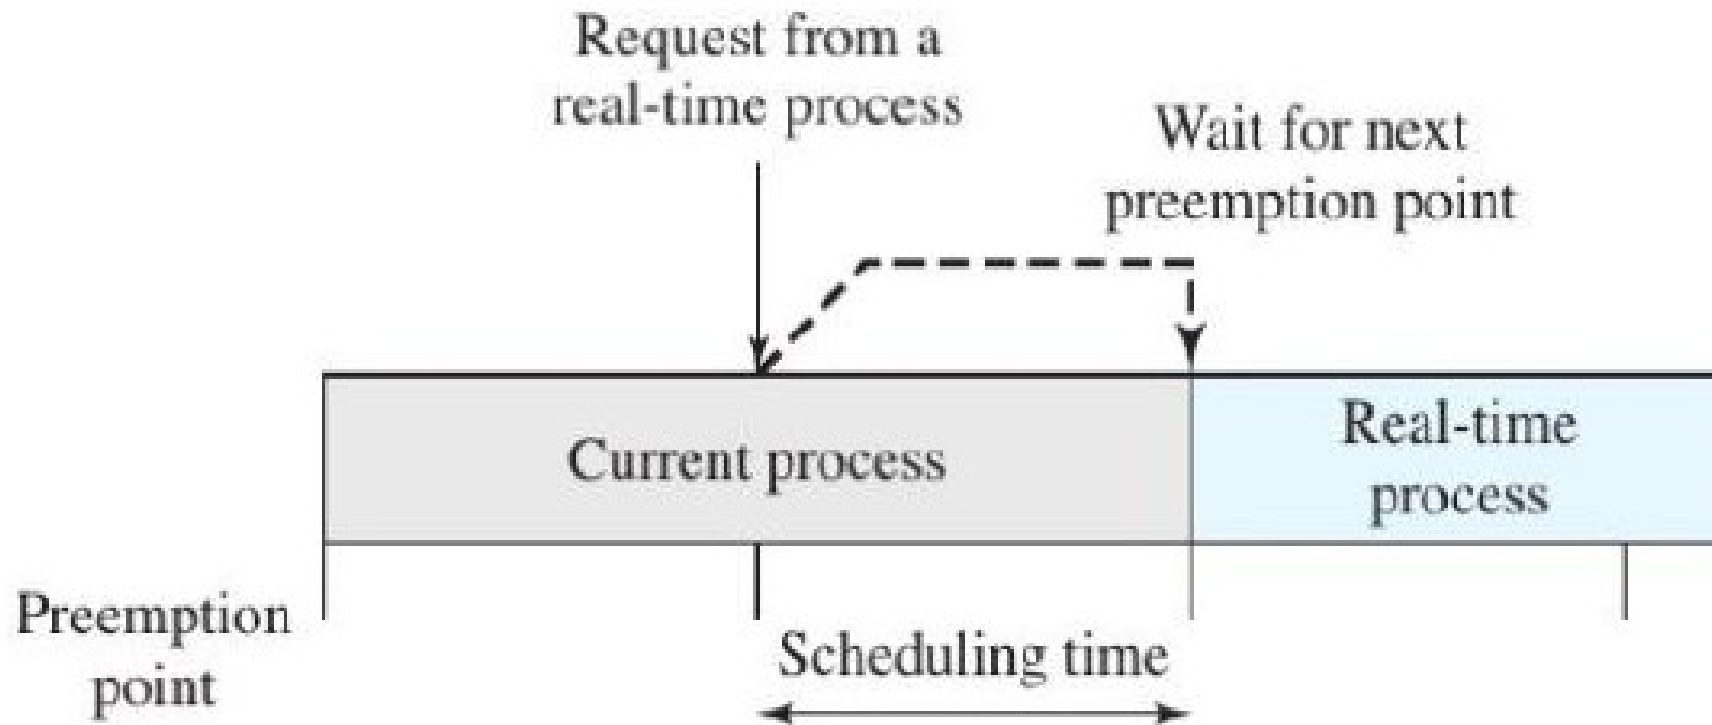 Request from a
real-time process
Wait for next
preemption point
Current process
Real-time
process
Preemption
point
Scheduling time